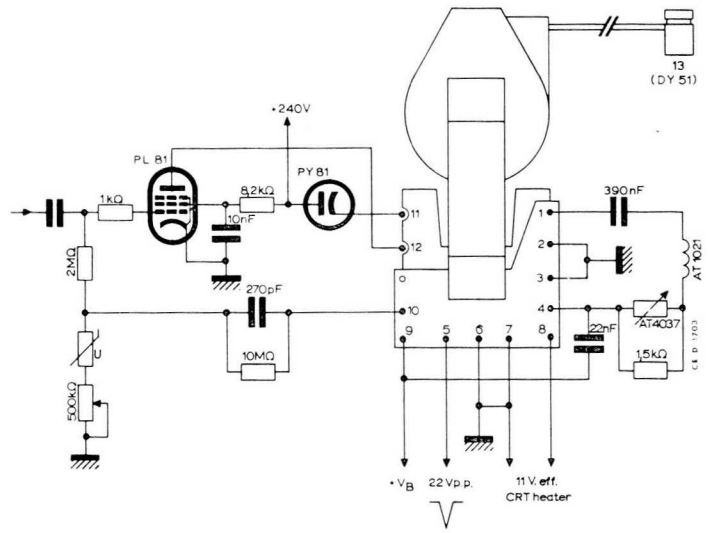 13
(DY 51)
+240V
PL 81
PY 81
1kΩ
8,2kΩ
10nF
11
12
1
2
3
4
390nF
AT 1021
2MΩ
270pF
10
9
5
6
7
8
22nF
AT4037
1,5kΩ
10MΩ
U
500kΩ
+VB
22Vp.p.
11 V. eff.
CRT heater